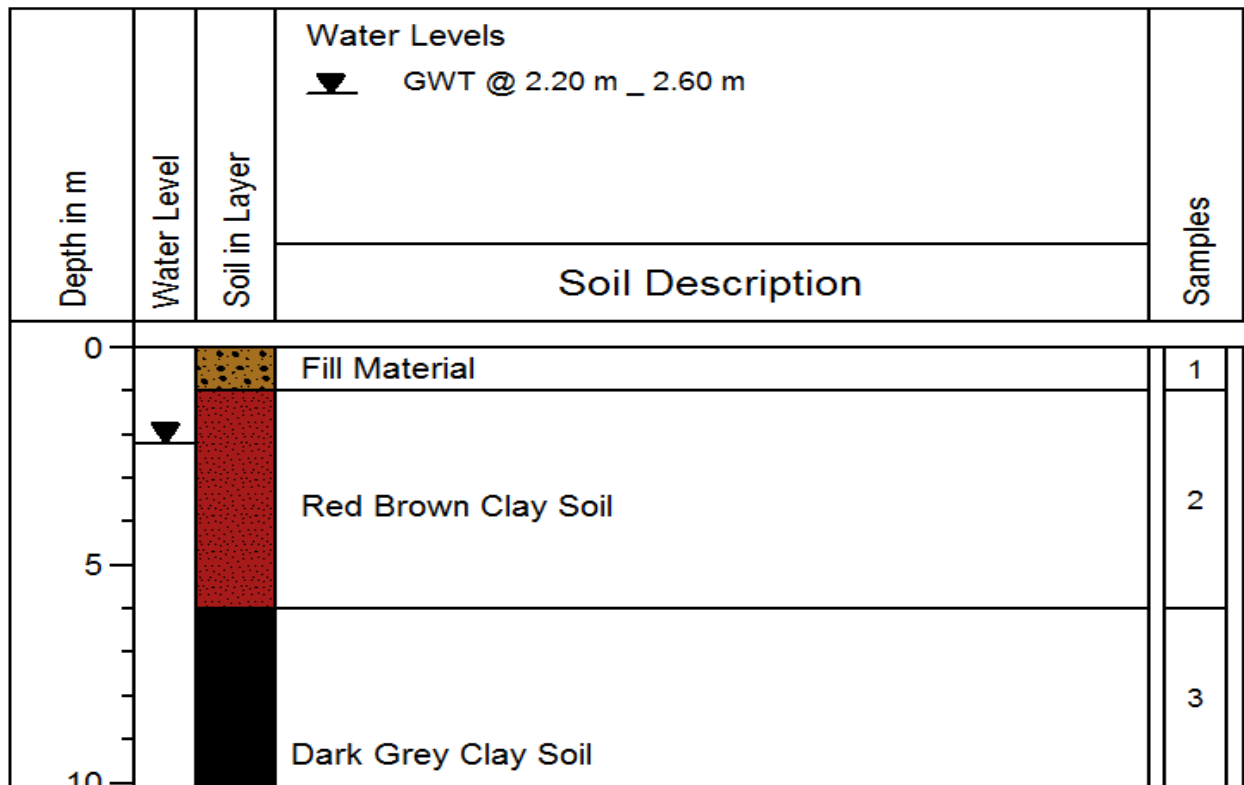 Water Levels
GWT @ 2.20 m _ 2.60 m
Depth in m
Water Level
Soil in Layer
Soil Description
Samples
0
Fill Material
1
Red Brown Clay Soil
2
5
3
Dark Grey Clay Soil
10